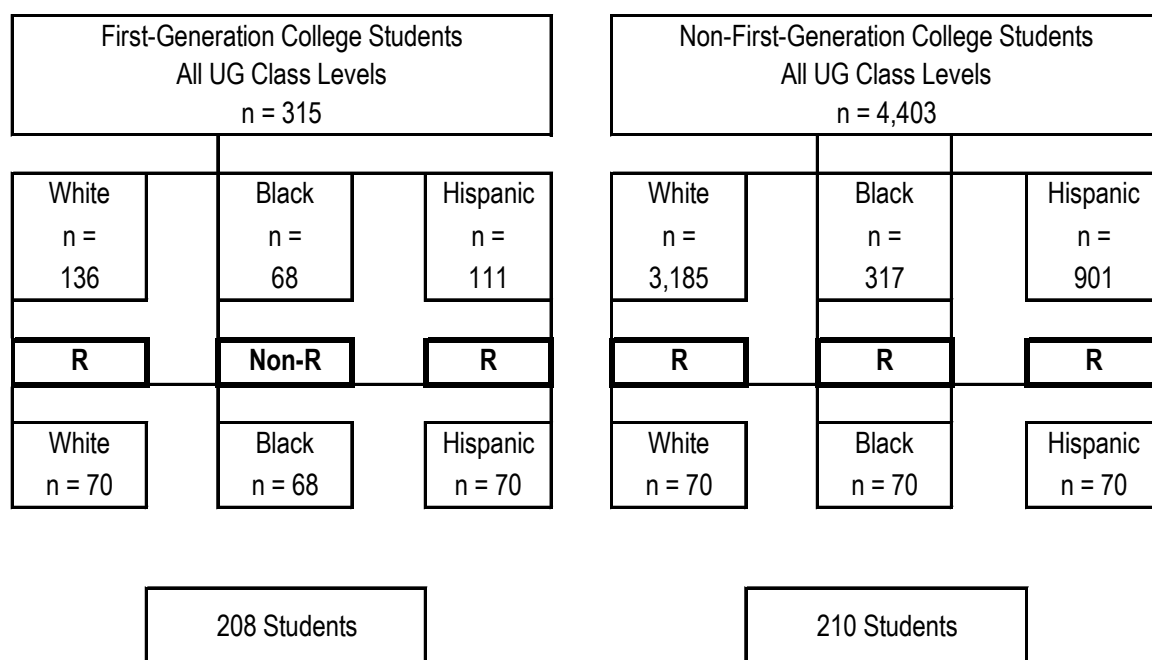 First-Generation College Students
All UG Class Levels
n = 315
Non-First-Generation College Students
All UG Class Levels
n = 4,403
White
n =
136
Black
n =
68
Hispanic
n =
111
White
n =
3,185
Black
n =
317
Hispanic
n =
901
R
Non-R
R
R
R
R
White
n = 70
Black
n = 68
Hispanic
n = 70
White
n = 70
Black
n = 70
Hispanic
n = 70
208 Students
210 Students